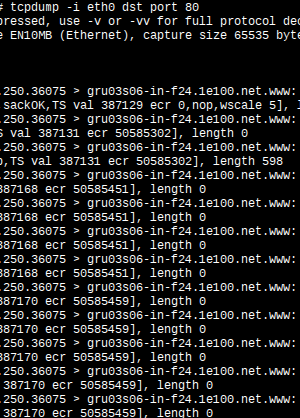 # tcpdump -i eth0 dst port 80
pressed, use -v or -vv for full protocol dec
e EN10MB (Ethernet), capture size 65535 byte
.250.36075 > gru03s06-in-f24.1e100.net.www:
 sackOK,TS val 387129 ecr 0,nop,wscale 5], l
.250.36075 > gru03s06-in-f24.1e100.net.www:
S val 387131 ecr 50585302], length 0
.250.36075 > gru03s06-in-f24.1e100.net.www:
p,TS val 387131 ecr 50585302], length 598
.250.36075 > gru03s06-in-f24.1e100.net.www:
387168 ecr 50585451], length 0
.250.36075 > gru03s06-in-f24.1e100.net.www:
387168 ecr 50585451], length 0
.250.36075 > gru03s06-in-f24.1e100.net.www:
387168 ecr 50585451], length 0
.250.36075 > gru03s06-in-f24.1e100.net.www:
387170 ecr 50585459], length 0
.250.36075 > gru03s06-in-f24.1e100.net.www:
387170 ecr 50585459], length 0
.250.36075 > gru03s06-in-f24.1e100.net.www:
387170 ecr 50585459], length 0
.250.36075 > gru03s06-in-f24.1e100.net.www:
 387170 ecr 50585459], length 0
.250.36075 > gru03s06-in-f24.1e100.net.www:
 387170 ecr 50585459], length 0